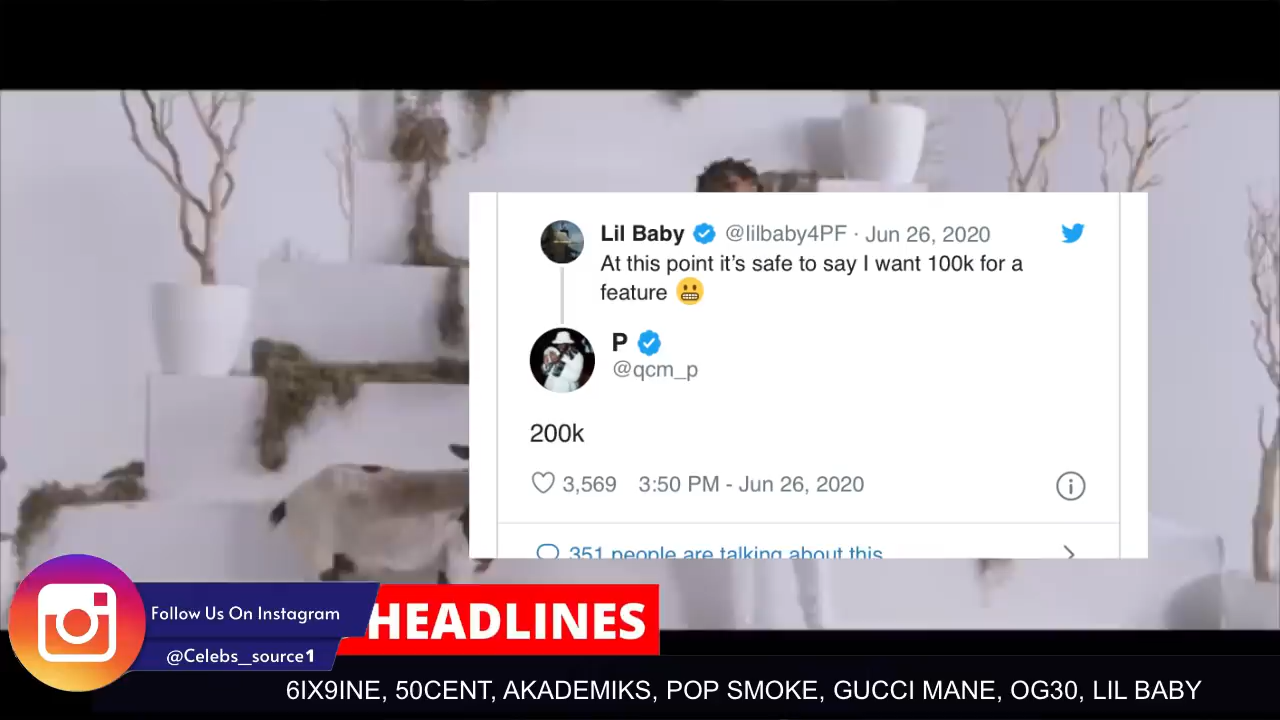 Lil Baby @lilbaby4PF · Jun 26, 2020
At this point it's safe to say I want 100k for a
feature 😬
P
@qcm_p
200k
3,569 3:50 PM - Jun 26, 2020
351 people are talking about this
Follow Us On Instagram
@Celebs_source1
HEADLINES
6IX9INE, 50CENT, AKADEMIKS, POP SMOKE, GUCCI MANE, OG30, LIL BABY